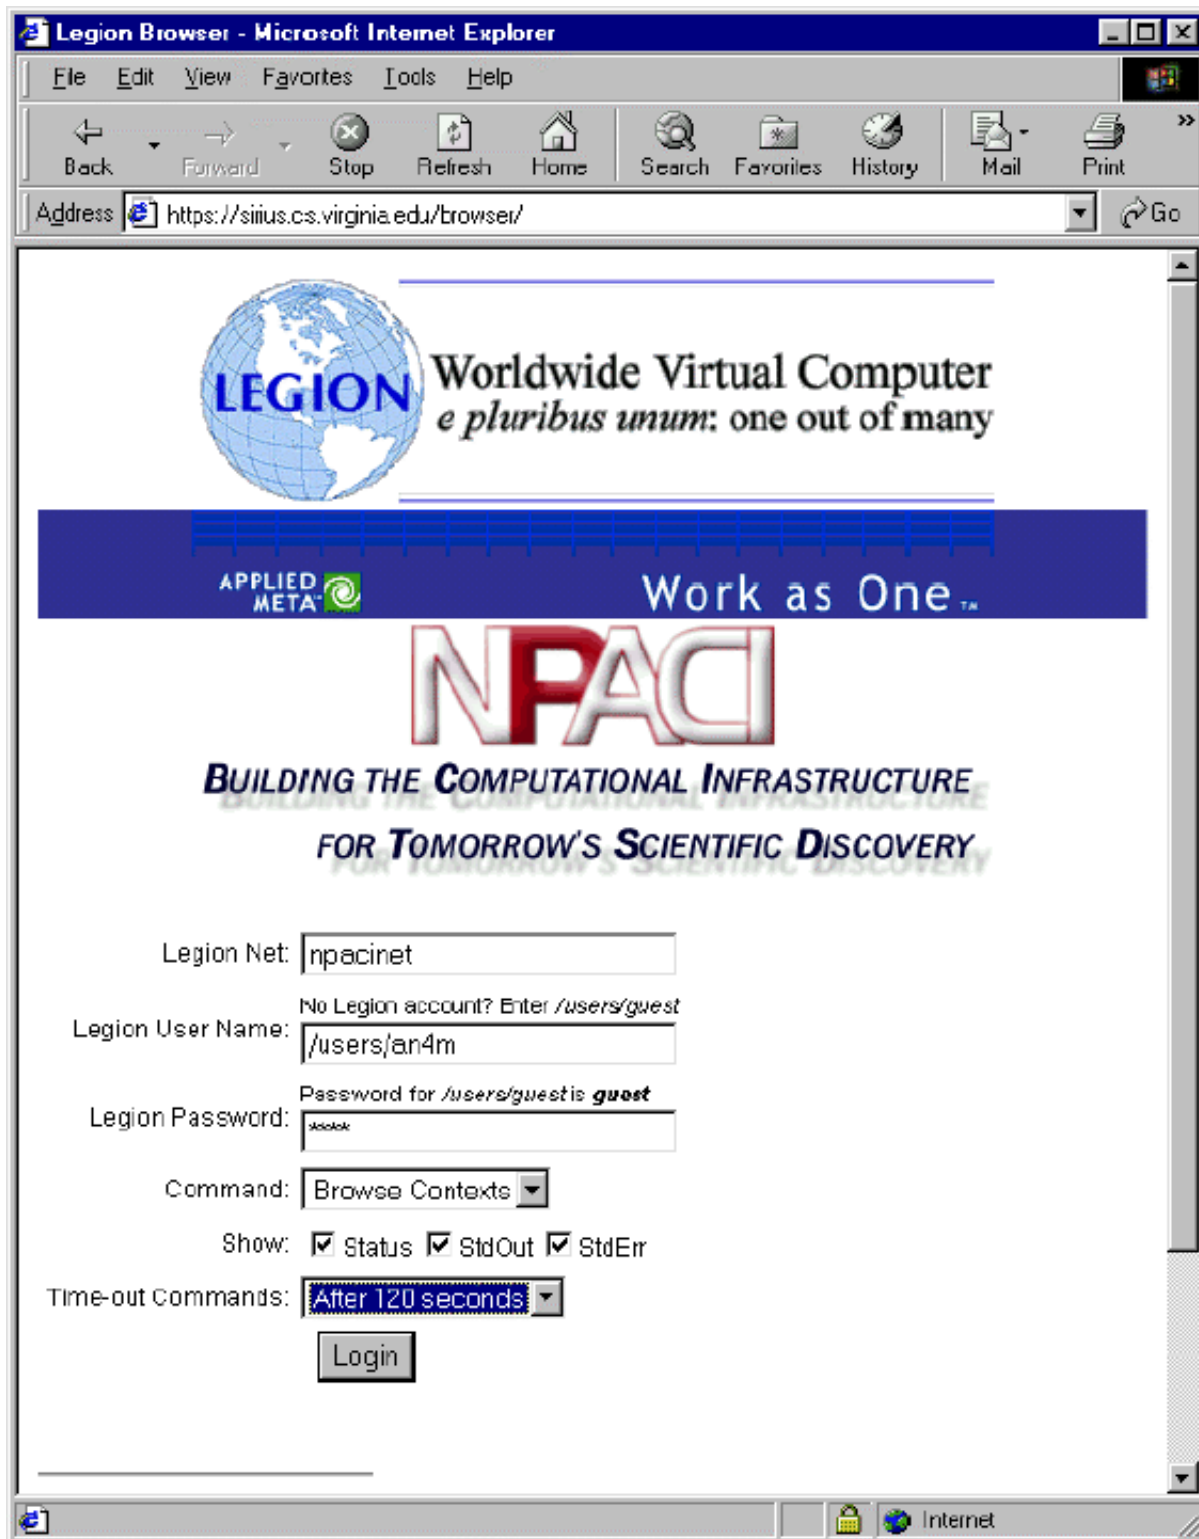 Legion Browser - Microsoft Internet Explorer
File Edit View Favorites Tools Help
Back Forward Stop Refresh Home Search Favorites History Mail Print »
Address https://sirius.cs.virginia.edu/browser/ Go
LEGION
Worldwide Virtual Computer
e pluribus unum: one out of many
APPLIED
META™
Work as One™
NPACI
BUILDING THE COMPUTATIONAL INFRASTRUCTURE
FOR TOMORROW'S SCIENTIFIC DISCOVERY
Legion Net: npacinet
No Legion account? Enter /users/guest
Legion User Name: /users/an4m
Password for /users/guest is guest
Legion Password: ****
Command: Browse Contexts
Show: Status StdOut StdErr
Time-out Commands: After 120 seconds
Login
Internet